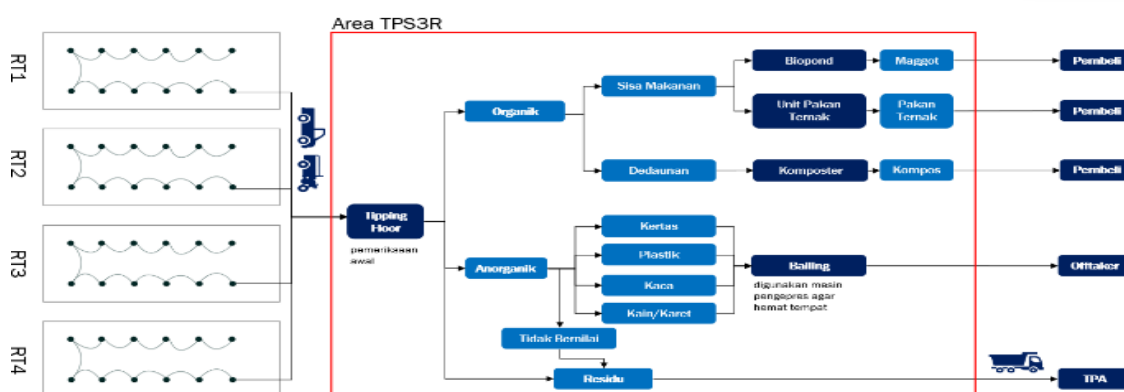 Area TPS3R
RT1
RT2
RT3
RT4
Tipping
Floor
pemeriksaan
awal
Organik
Sisa Makanan
Biopond
Maggot
Pembeli
Unit Pakan
Ternak
Pakan
Ternak
Pembeli
Dedaunan
Komposter
Kompos
Pembeli
Anorganik
Kertas
Plastik
Kaca
Kain/Karet
Bailing
digunakan mesin
pengepres agar
hemat tempat
Offtaker
Tidak Bernilai
Residu
TPA